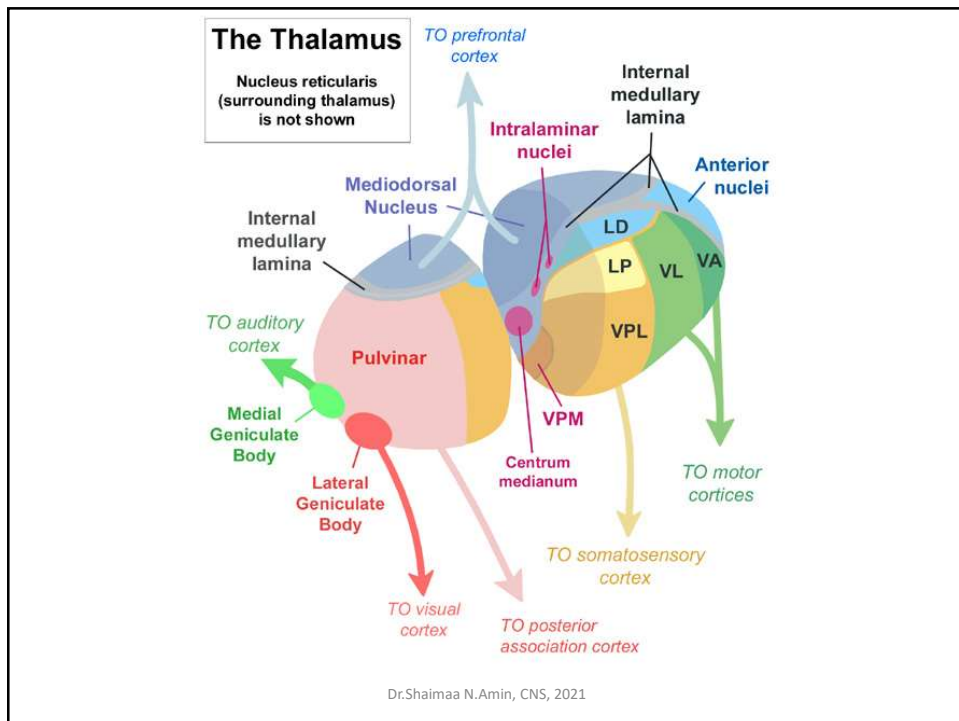 The Thalamus
Nucleus reticularis
(surrounding thalamus)
is not shown
TO prefrontal
cortex
Internal
medullary
lamina
Intralaminar
nuclei
Anterior
nuclei
Mediodorsal
Nucleus
Internal
medullary
lamina
LD
LP
VL
VA
TO auditory
cortex
VPL
Pulvinar
VPM
Medial
Geniculate
Body
Centrum
medianum
TO motor
cortices
Lateral
Geniculate
Body
TO somatosensory
cortex
TO visual
cortex
TO posterior
association cortex
Dr.Shaimaa N.Amin, CNS, 2021